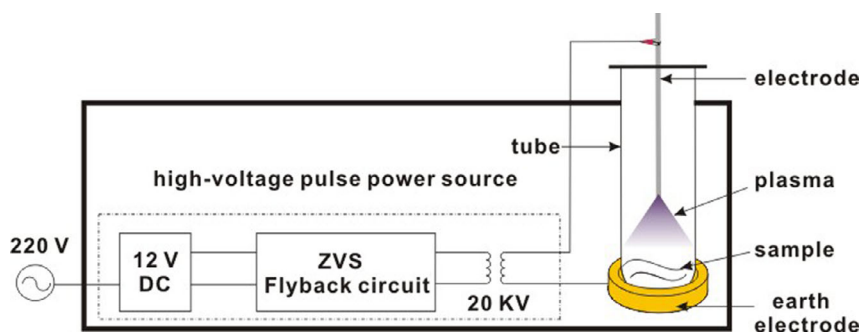 electrode
tube
plasma
high-voltage pulse power source
220 V
12 V
DC
ZVS
Flyback circuit
20 KV
sample
earth
electrode